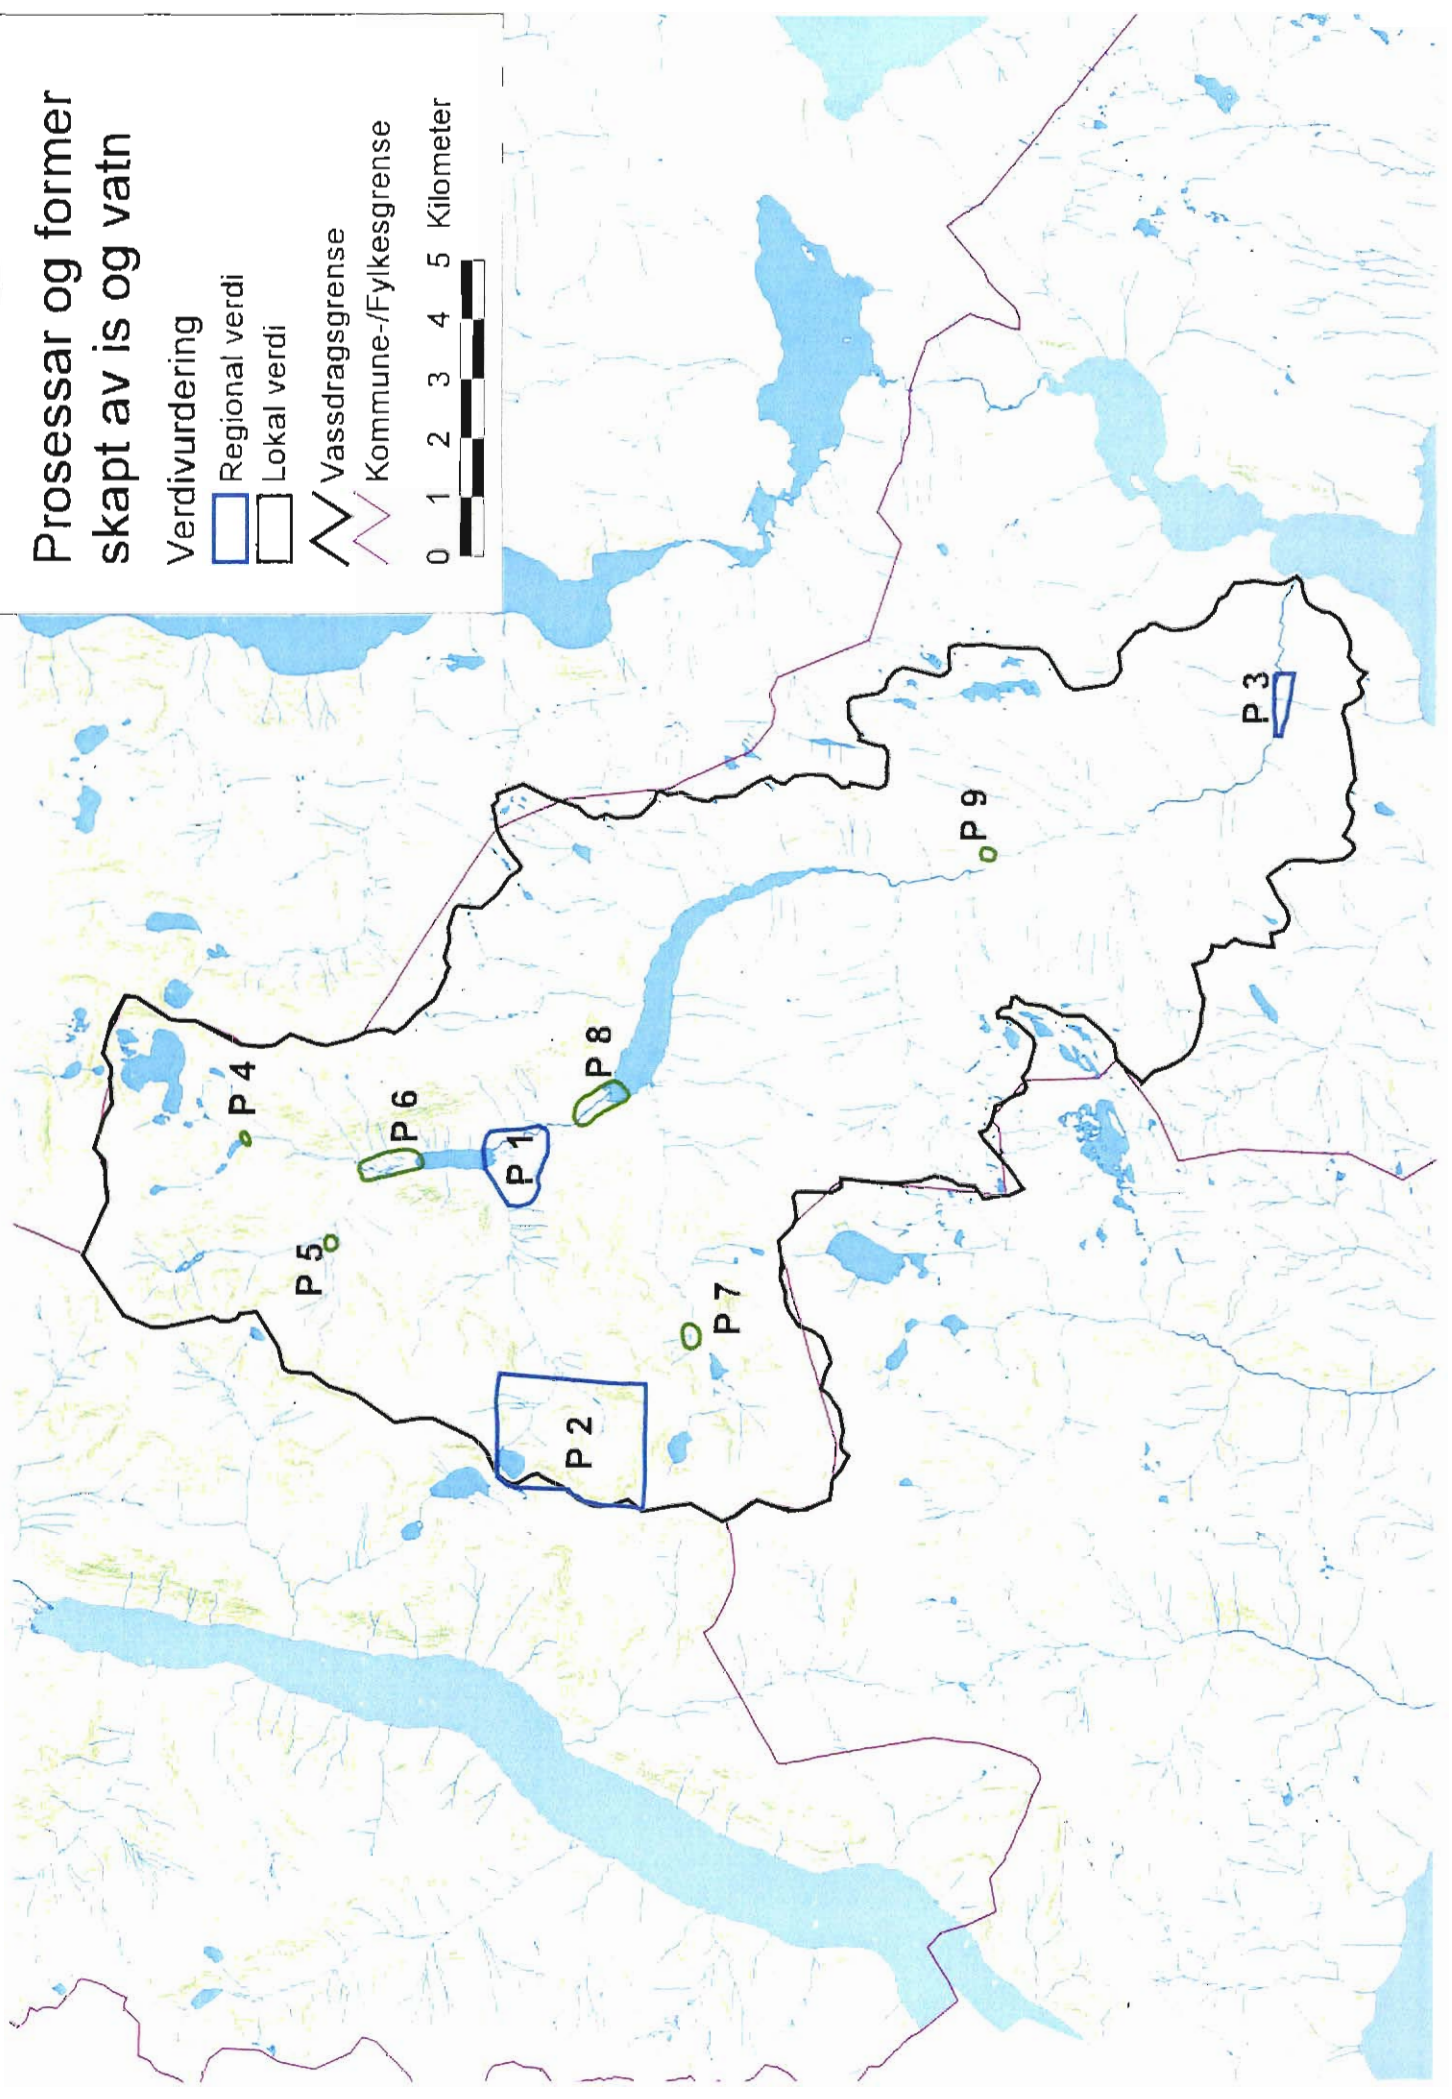 Prosessar og former
skapt av is og vatn
Verdivurdering
Regional verdi
Lokal verdi
Vassdragsgrense
Kommune-/Fylkesgrense
0 1 2 3 4 5 Kilometer
P 4
P 5
P 6
P 1
P 8
P 2
P 7
P 9
P 3